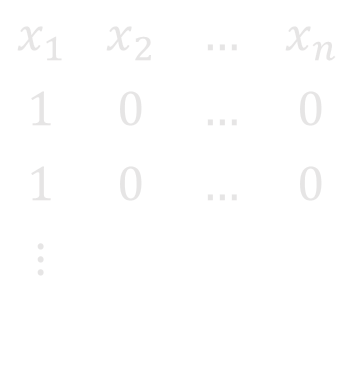 x₁ x₂ ... xₙ
1 0 ... 0
1 0 ... 0
⋮